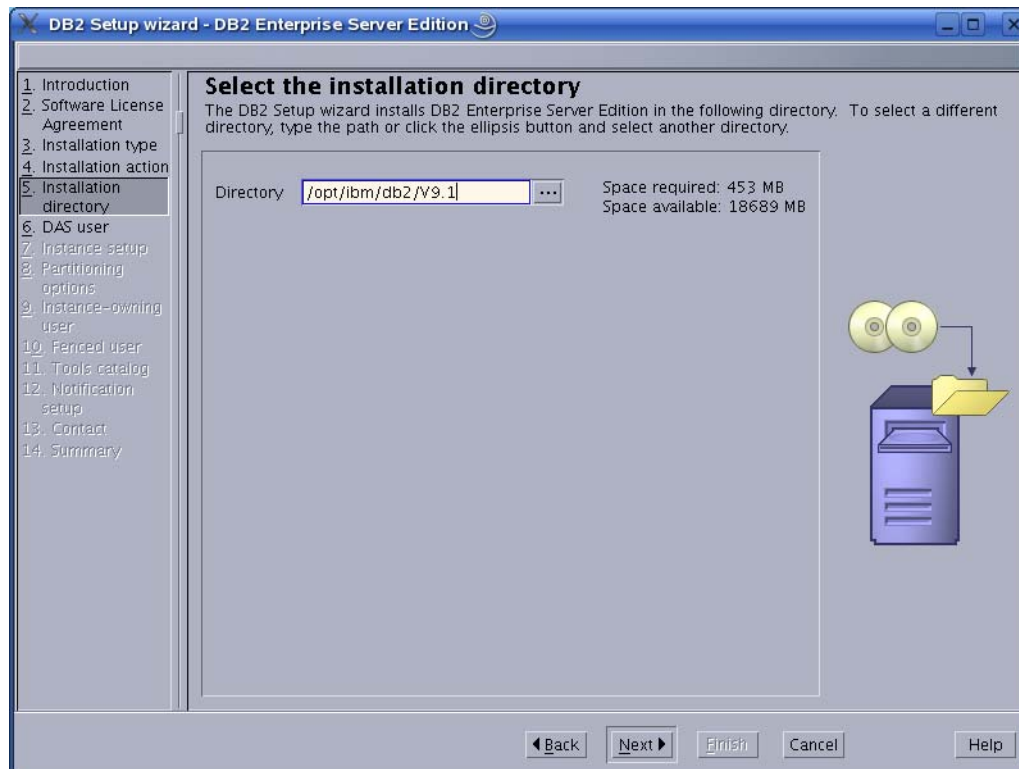 DB2 Setup wizard - DB2 Enterprise Server Edition
1. Introduction
2. Software License
Agreement
3. Installation type
4. Installation action
5. Installation
directory
6. DAS user
7. Instance setup
8. Partitioning
options
9. Instance-owning
user
10. Fenced user
11. Tools catalog
12. Notification
setup
13. Contact
14. Summary
Select the installation directory
The DB2 Setup wizard installs DB2 Enterprise Server Edition in the following directory. To select a different
directory, type the path or click the ellipsis button and select another directory.
Directory /opt/ibm/db2/V9.1 ...
Space required: 453 MB
Space available: 18689 MB
Back Next Finish Cancel Help